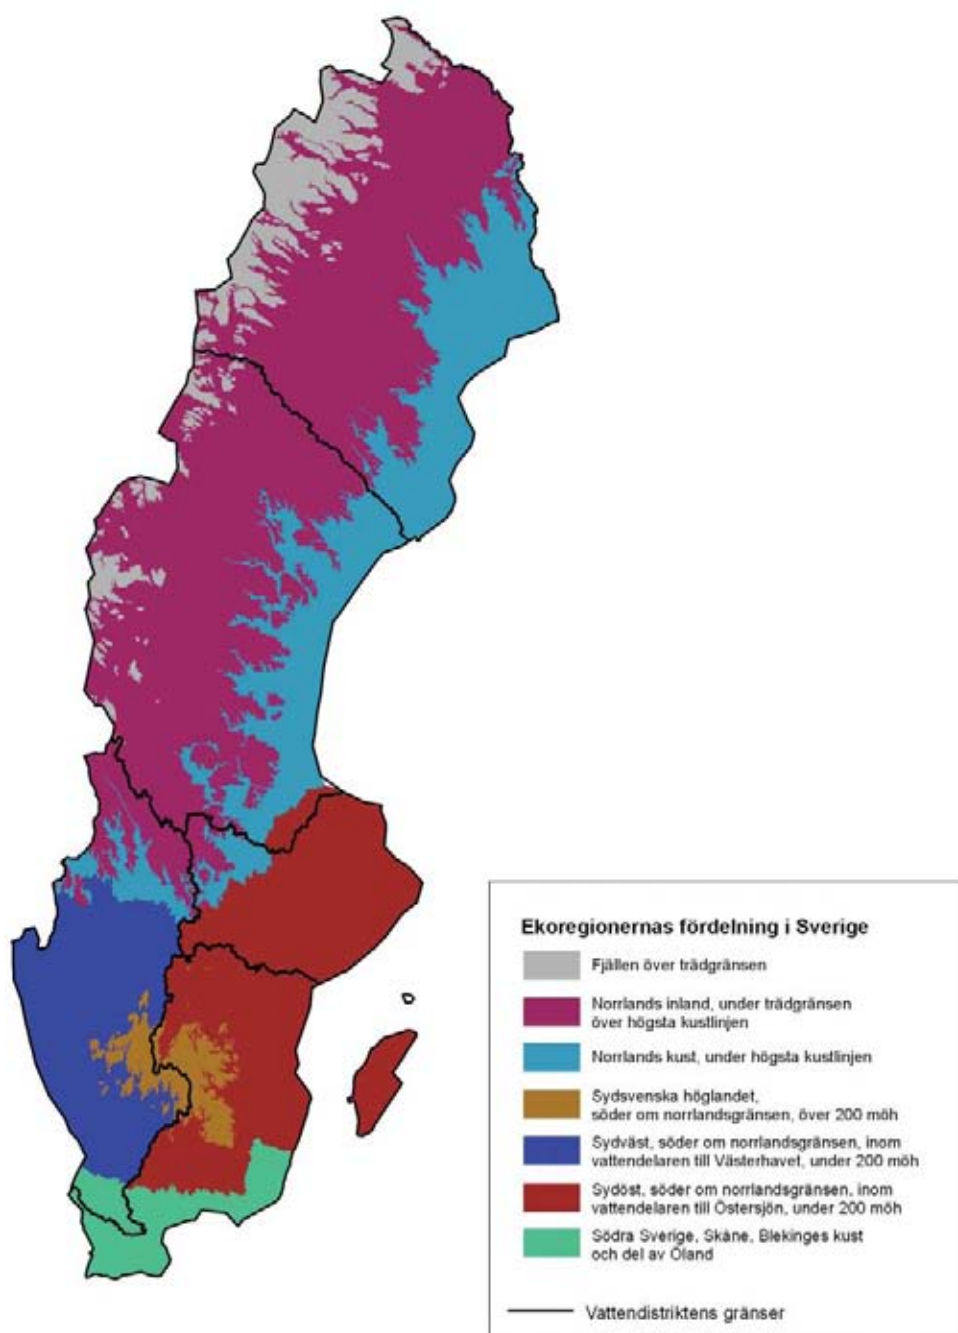 Ekoregionernas fördelning i Sverige
Fjällen över trädgränsen
Norrlands inland, under trädgränsen
över högsta kustlinjen
Norrlands kust, under högsta kustlinjen
Sydsvenska höglandet,
söder om norrlandsgränsen, över 200 möh
Sydväst, söder om norrlandsgränsen, inom
vattendelaren till Västerhavet, under 200 möh
Sydöst, söder om norrlandsgränsen, inom
vattendelaren till Östersjön, under 200 möh
Södra Sverige, Skåne, Blekinges kust
och del av Öland
Vattendistriktens gränser